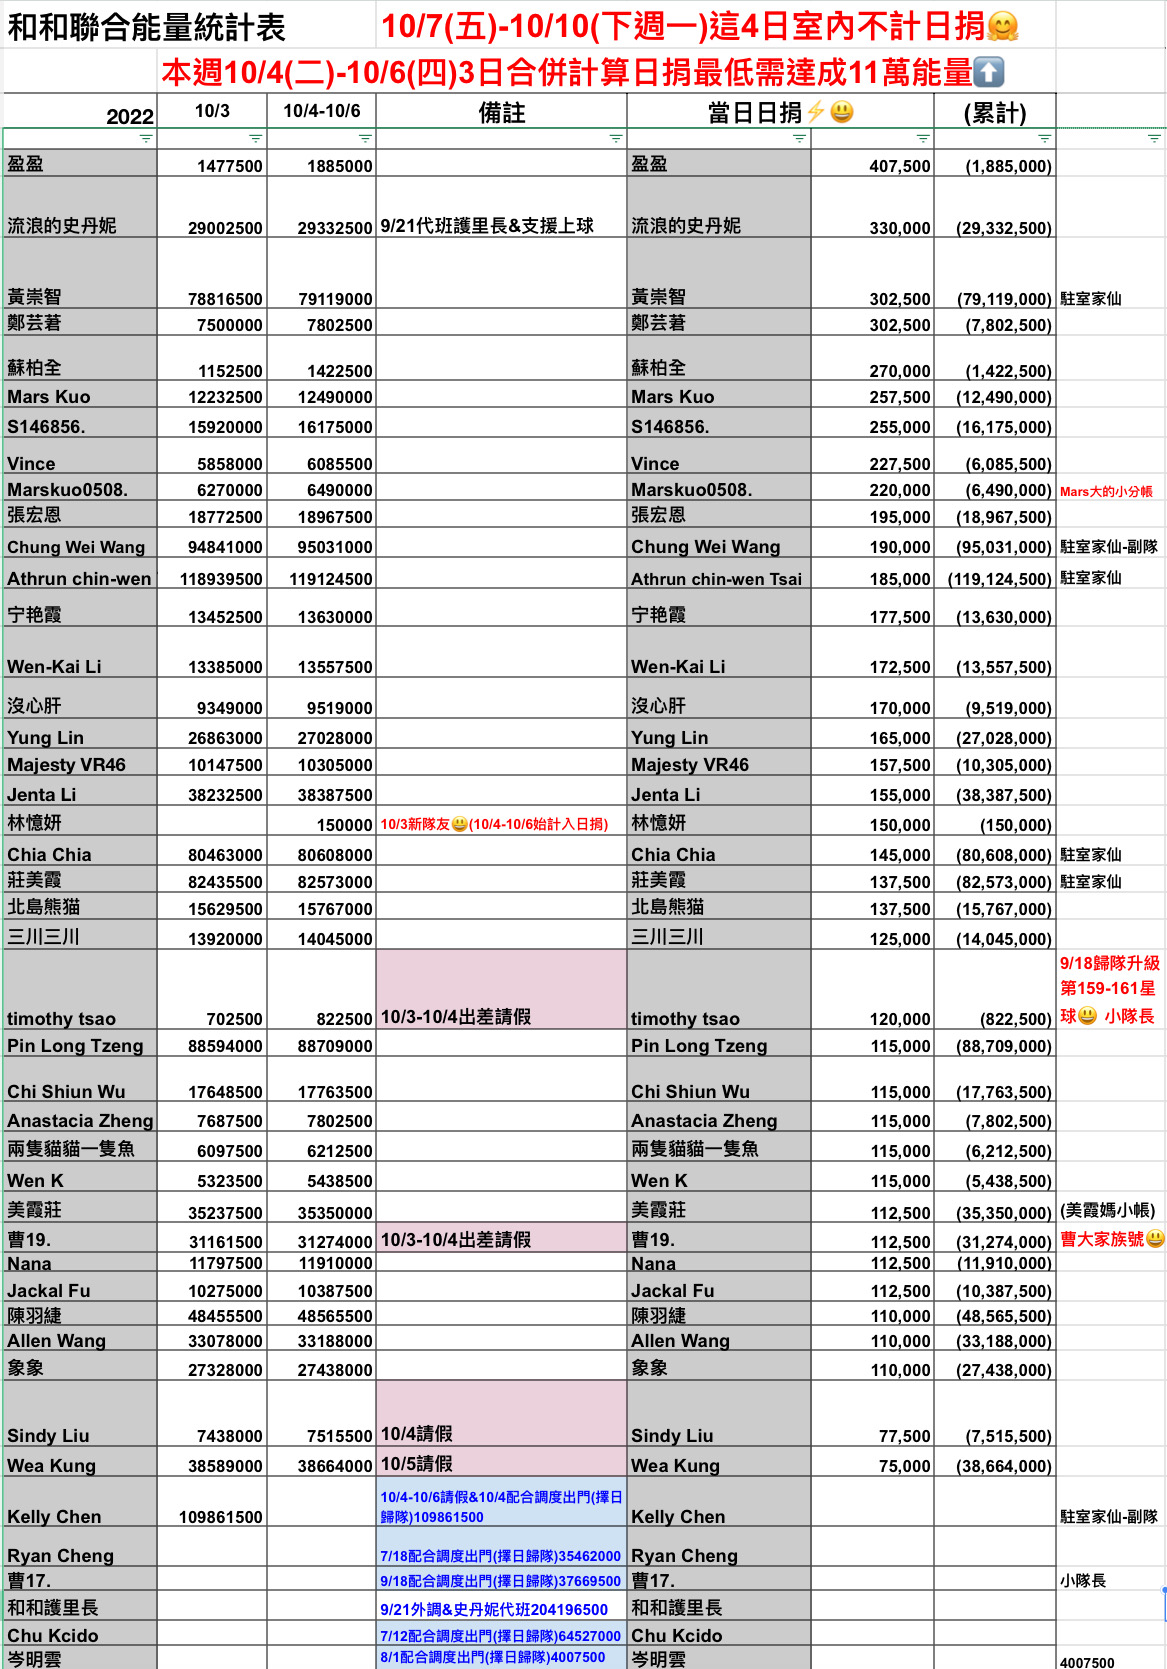 和和聯合能量統計表 10/7(五)-10/10(下週一)這4日室內不計日捐🤗
本週10/4(二)-10/6(四)3日合併計算日捐最低需達成11萬能量⬆️
2022 10/3 10/4-10/6 備註 當日日捐⚡😃 (累計)
盈盈 1477500 1885000 盈盈 407,500 (1,885,000)
流浪的史丹妮 29002500 29332500 9/21代班護里長&支援上球 流浪的史丹妮 330,000 (29,332,500)
黃崇智 78816500 79119000 黃崇智 302,500 (79,119,000) 駐室家仙
鄭芸莙 7500000 7802500 鄭芸莙 302,500 (7,802,500)
蘇柏全 1152500 1422500 蘇柏全 270,000 (1,422,500)
Mars Kuo 12232500 12490000 Mars Kuo 257,500 (12,490,000)
S146856. 15920000 16175000 S146856. 255,000 (16,175,000)
Vince 5858000 6085500 Vince 227,500 (6,085,500)
Marskuo0508. 6270000 6490000 Marskuo0508. 220,000 (6,490,000) Mars大的小分帳
張宏恩 18772500 18967500 張宏恩 195,000 (18,967,500)
Chung Wei Wang 94841000 95031000 Chung Wei Wang 190,000 (95,031,000) 駐室家仙-副隊
Athrun chin-wen 118939500 119124500 Athrun chin-wen Tsai 185,000 (119,124,500) 駐室家仙
宁艳霞 13452500 13630000 宁艳霞 177,500 (13,630,000)
Wen-Kai Li 13385000 13557500 Wen-Kai Li 172,500 (13,557,500)
沒心肝 9349000 9519000 沒心肝 170,000 (9,519,000)
Yung Lin 26863000 27028000 Yung Lin 165,000 (27,028,000)
Majesty VR46 10147500 10305000 Majesty VR46 157,500 (10,305,000)
Jenta Li 38232500 38387500 Jenta Li 155,000 (38,387,500)
林憶妍 150000 10/3新隊友😃(10/4-10/6始計入日捐) 林憶妍 150,000 (150,000)
Chia Chia 80463000 80608000 Chia Chia 145,000 (80,608,000) 駐室家仙
莊美霞 82435500 82573000 莊美霞 137,500 (82,573,000) 駐室家仙
北島熊猫 15629500 15767000 北島熊猫 137,500 (15,767,000)
三川三川 13920000 14045000 三川三川 125,000 (14,045,000)
timothy tsao 702500 822500 10/3-10/4出差請假 timothy tsao 120,000 (822,500) 9/18歸隊升級
第159-161星
球😃 小隊長
Pin Long Tzeng 88594000 88709000 Pin Long Tzeng 115,000 (88,709,000)
Chi Shiun Wu 17648500 17763500 Chi Shiun Wu 115,000 (17,763,500)
Anastacia Zheng 7687500 7802500 Anastacia Zheng 115,000 (7,802,500)
兩隻貓貓一隻魚 6097500 6212500 兩隻貓貓一隻魚 115,000 (6,212,500)
Wen K 5323500 5438500 Wen K 115,000 (5,438,500)
美霞莊 35237500 35350000 美霞莊 112,500 (35,350,000) (美霞媽小帳)
曹19. 31161500 31274000 10/3-10/4出差請假 曹19. 112,500 (31,274,000) 曹大家族號😃
Nana 11797500 11910000 Nana 112,500 (11,910,000)
Jackal Fu 10275000 10387500 Jackal Fu 112,500 (10,387,500)
陳羽緁 48455500 48565500 陳羽緁 110,000 (48,565,500)
Allen Wang 33078000 33188000 Allen Wang 110,000 (33,188,000)
象象 27328000 27438000 象象 110,000 (27,438,000)
Sindy Liu 7438000 7515500 10/4請假 Sindy Liu 77,500 (7,515,500)
Wea Kung 38589000 38664000 10/5請假 Wea Kung 75,000 (38,664,000)
Kelly Chen 109861500 10/4-10/6請假&10/4配合調度出門(擇日
歸隊)109861500 Kelly Chen 駐室家仙-副隊
Ryan Cheng 7/18配合調度出門(擇日歸隊)35462000 Ryan Cheng
曹17. 9/18配合調度出門(擇日歸隊)37669500 曹17. 小隊長
和和護里長 9/21外調&史丹妮代班204196500 和和護里長
Chu Kcido 7/12配合調度出門(擇日歸隊)64527000 Chu Kcido
岑明雲 8/1配合調度出門(擇日歸隊)4007500 岑明雲 4007500